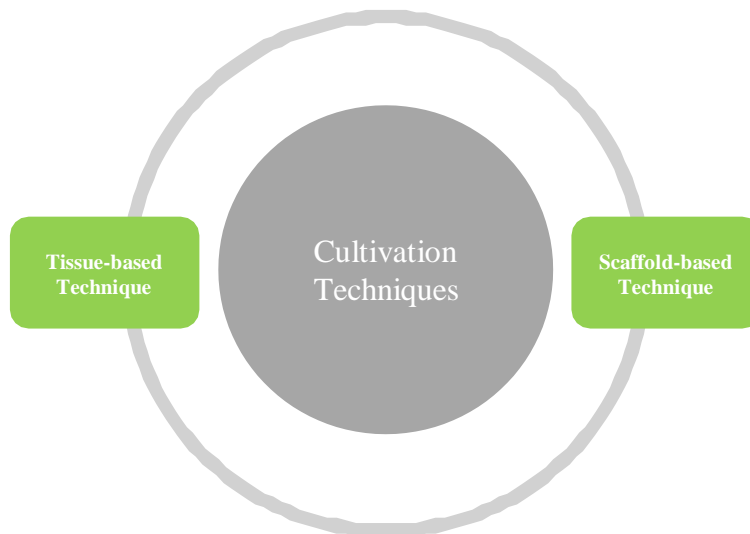 Cultivation
Techniques
Tissue-based
Technique
Scaffold-based
Technique